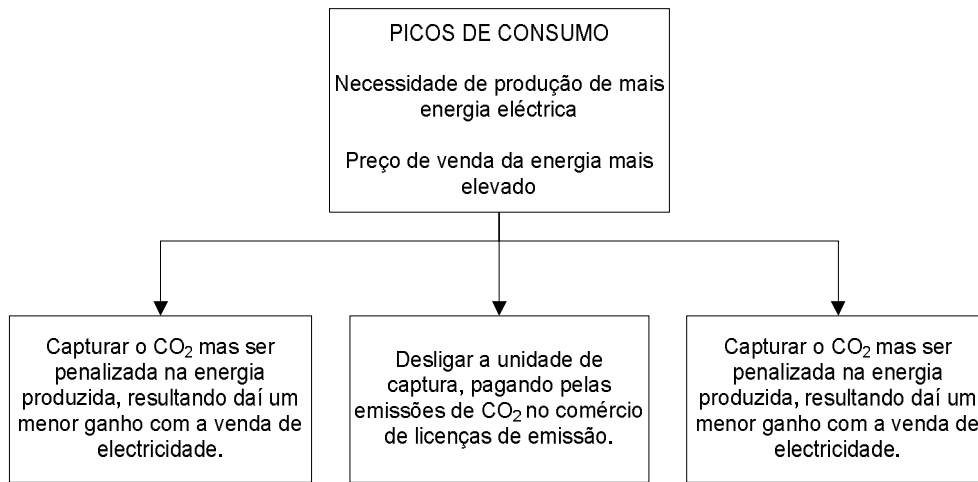 PICOS DE CONSUMO
Necessidade de produção de mais
energia eléctrica
Preço de venda da energia mais
elevado
Capturar o CO₂ mas ser
penalizada na energia
produzida, resultando daí um
menor ganho com a venda de
electricidade.
Desligar a unidade de
captura, pagando pelas
emissões de CO₂ no comércio
de licenças de emissão.
Capturar o CO₂ mas ser
penalizada na energia
produzida, resultando daí um
menor ganho com a venda de
electricidade.